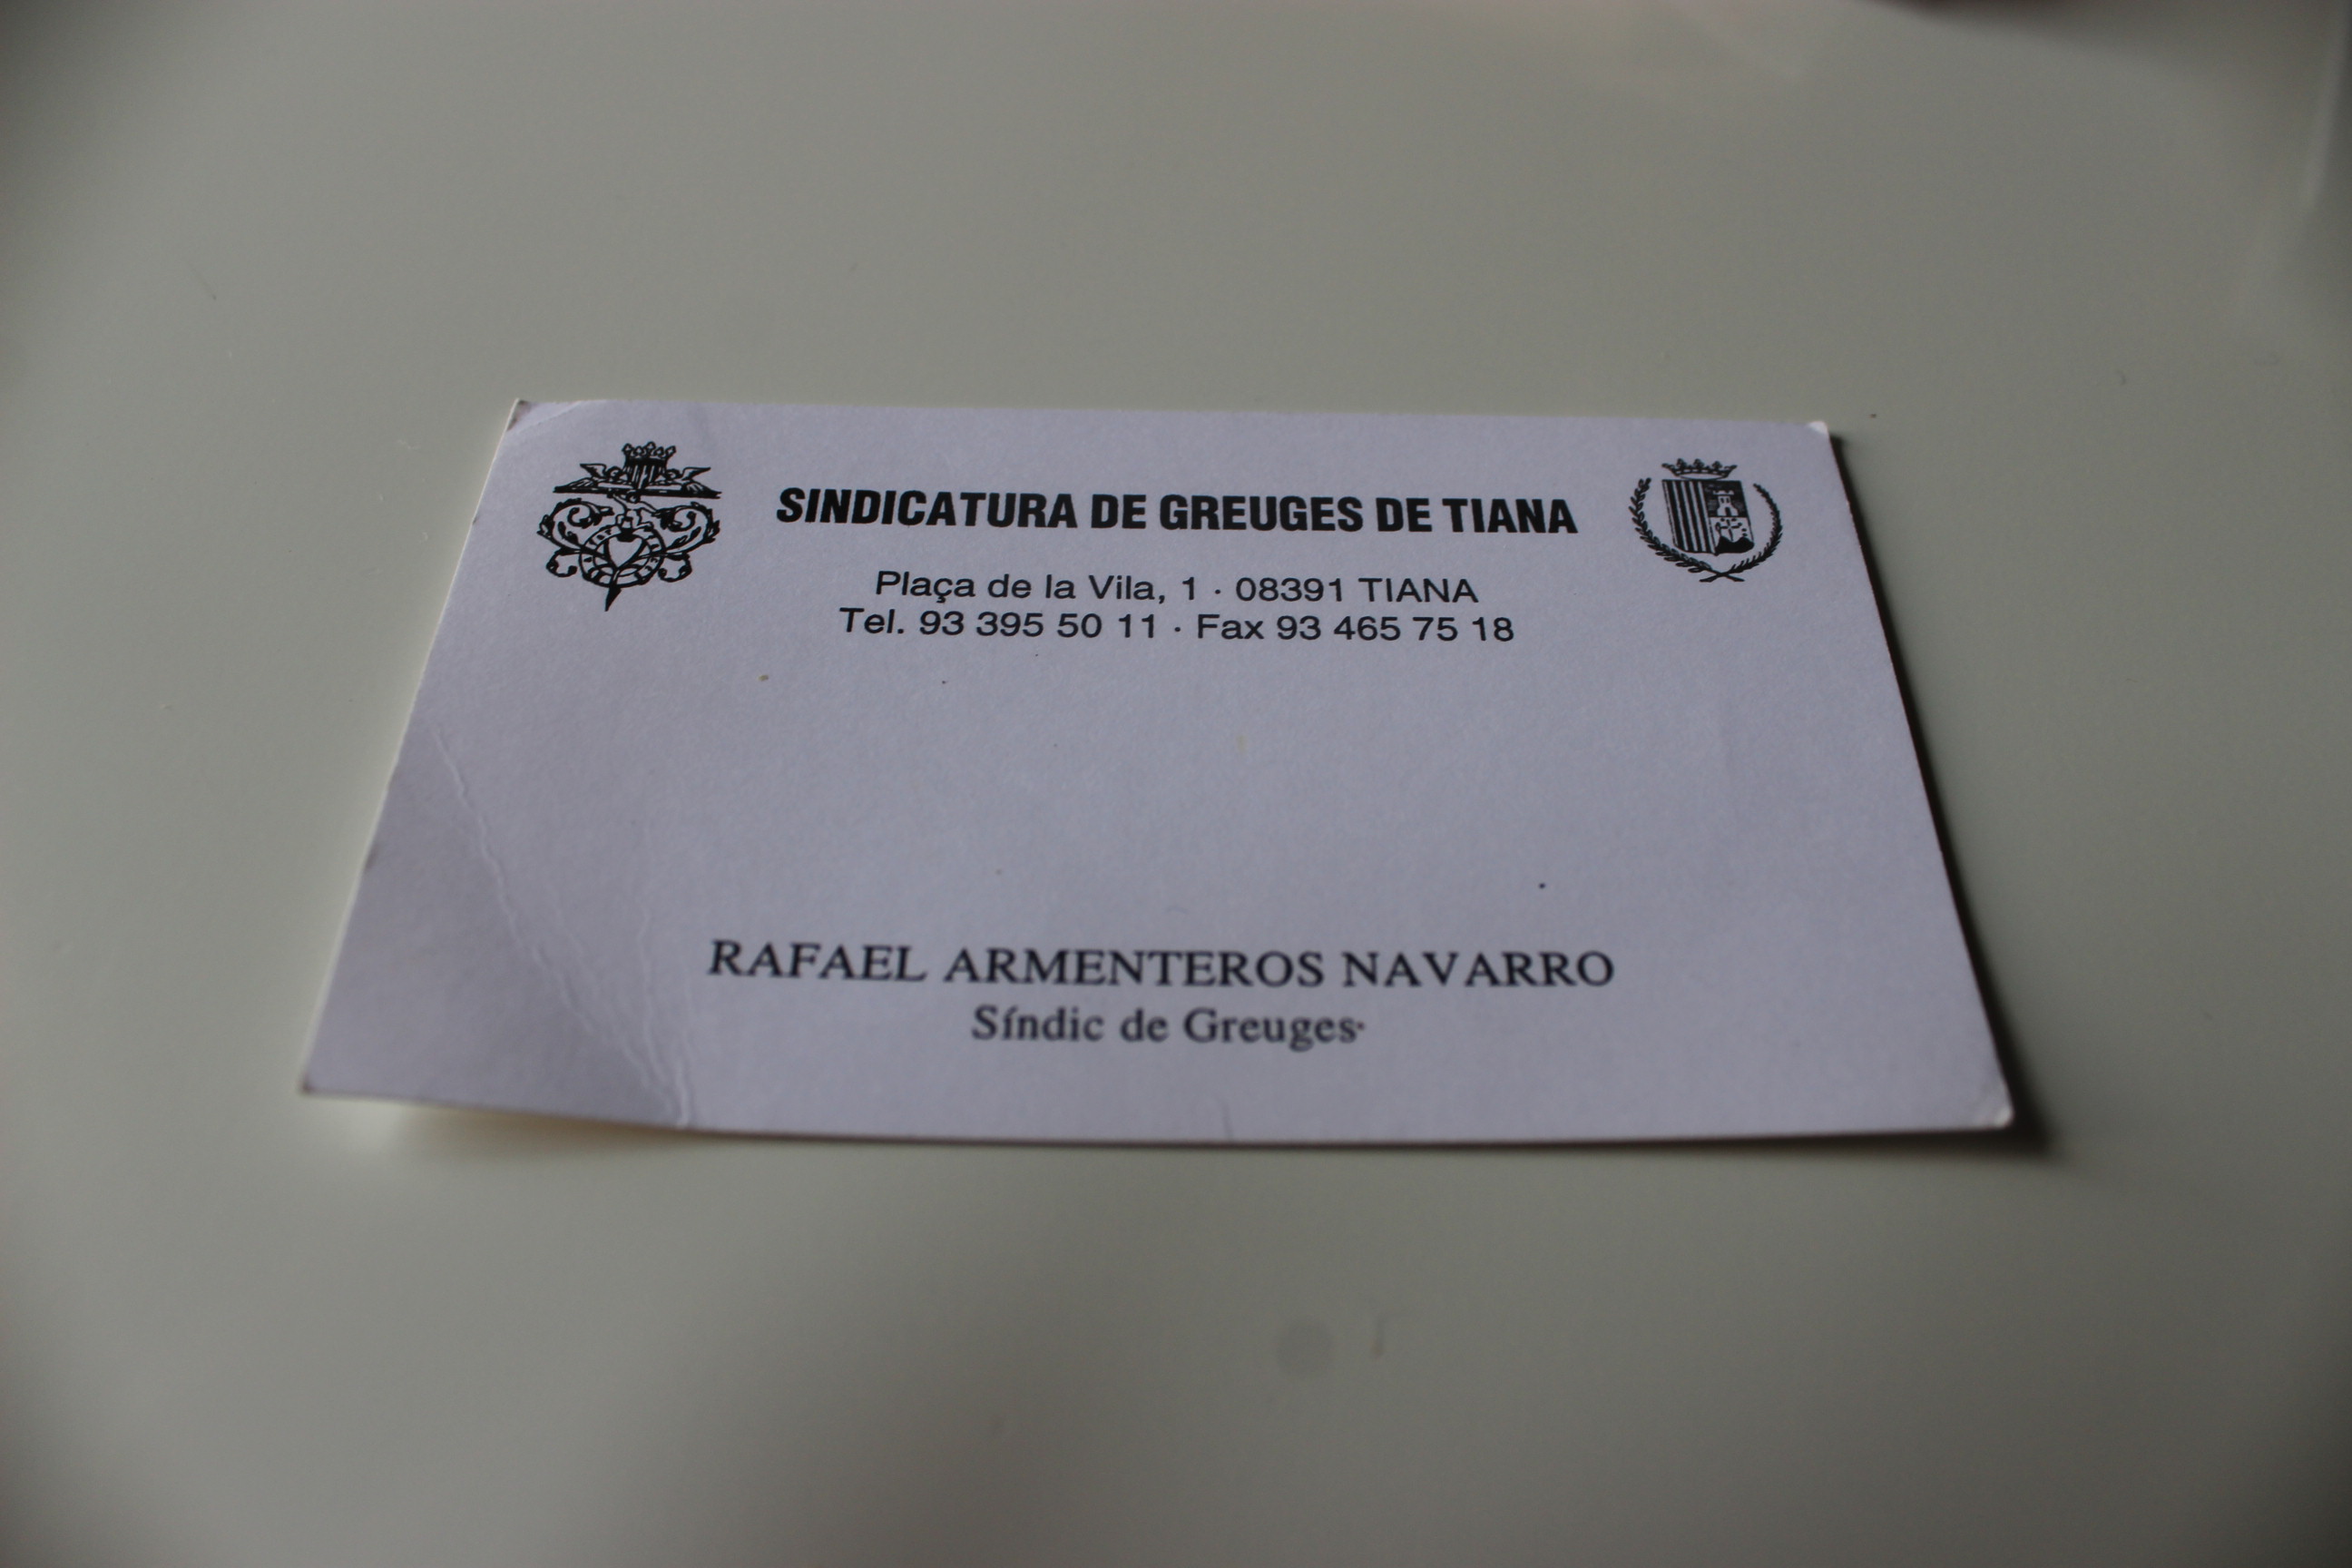 SINDICATURA DE GREUGES DE TIANA
Plaça de la Vila, 1 · 08391 TIANA
Tel. 93 395 50 11 · Fax 93 465 75 18
RAFAEL ARMENTEROS NAVARRO
Síndic de Greuges